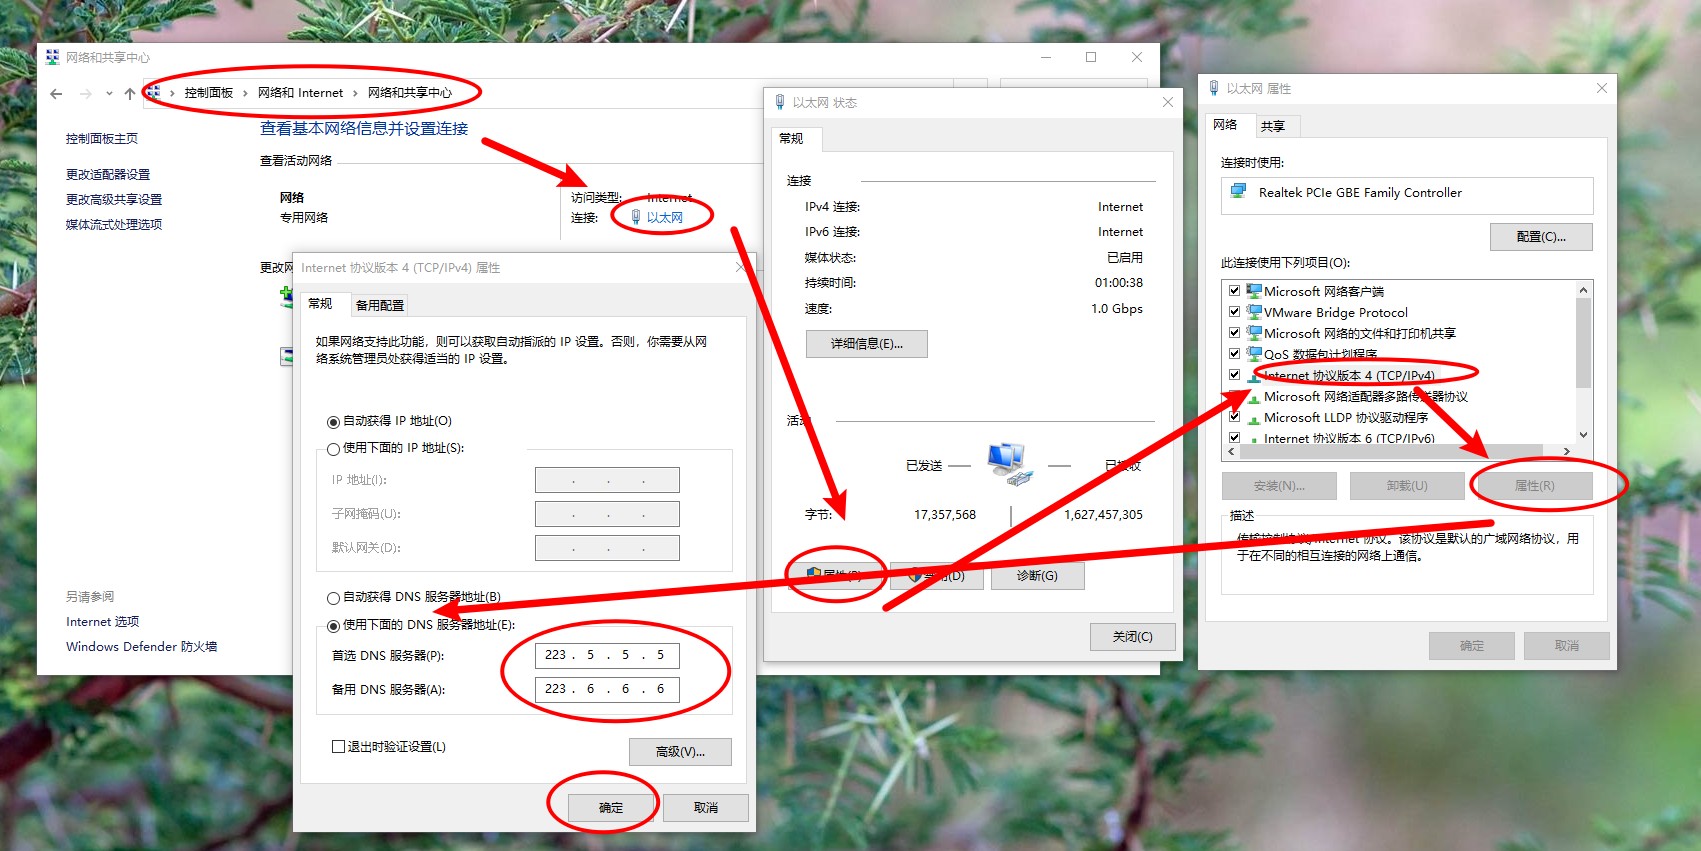 网络和共享中心
控制面板 › 网络和 Internet › 网络和共享中心
控制面板主页
更改适配器设置
更改高级共享设置
媒体流式处理选项
查看基本网络信息并设置连接
查看活动网络
网络
专用网络
访问类型: Internet
连接: 以太网
更改网
另请参阅
Internet 选项
Windows Defender 防火墙
Internet 协议版本 4 (TCP/IPv4) 属性
常规
备用配置
如果网络支持此功能，则可以获取自动指派的 IP 设置。否则，你需要从网
络系统管理员处获得适当的 IP 设置。
自动获得 IP 地址(O)
使用下面的 IP 地址(S):
IP 地址(I):
子网掩码(U):
默认网关(D):
自动获得 DNS 服务器地址(B)
使用下面的 DNS 服务器地址(E):
首选 DNS 服务器(P): 223 . 5 . 5 . 5
备用 DNS 服务器(A): 223 . 6 . 6 . 6
退出时验证设置(L)
高级(V)...
确定
取消
以太网 状态
常规
连接
IPv4 连接: Internet
IPv6 连接: Internet
媒体状态: 已启用
持续时间: 01:00:38
速度: 1.0 Gbps
详细信息(E)...
活动
已发送
已接收
字节: 17,357,568 1,627,457,305
属性(P)
禁用(D)
诊断(G)
关闭(C)
以太网 属性
网络
共享
连接时使用:
Realtek PCIe GBE Family Controller
配置(C)...
此连接使用下列项目(O):
Microsoft 网络客户端
VMware Bridge Protocol
Microsoft 网络的文件和打印机共享
QoS 数据包计划程序
Internet 协议版本 4 (TCP/IPv4)
Microsoft 网络适配器多路传送器协议
Microsoft LLDP 协议驱动程序
Internet 协议版本 6 (TCP/IPv6)
安装(N)...
卸载(U)
属性(R)
描述
传输控制协议/Internet 协议。该协议是默认的广域网络协议，用
于在不同的相互连接的网络上通信。
确定
取消